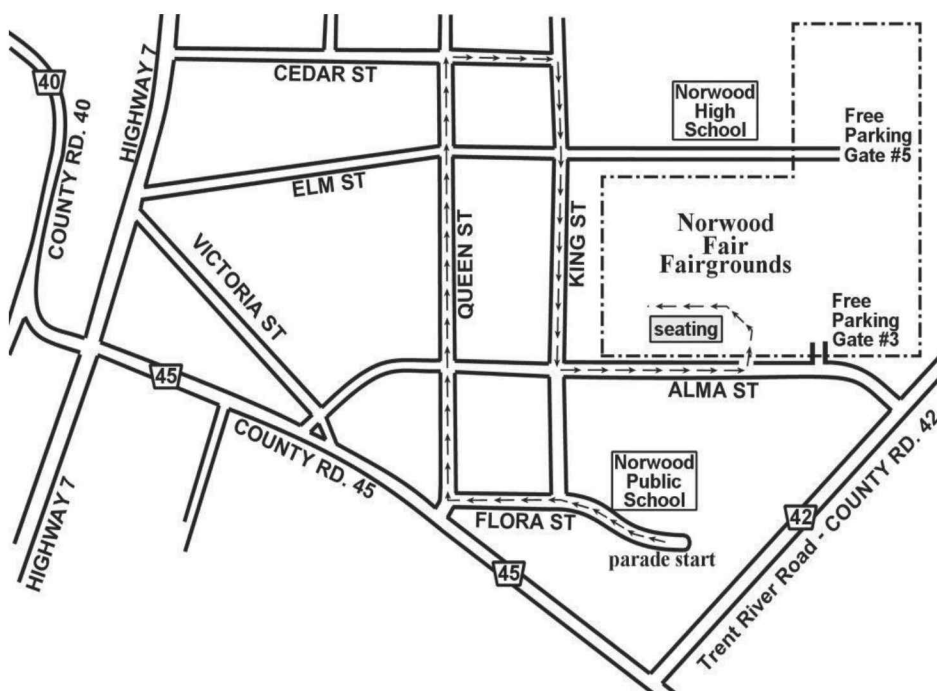 40
COUNTY RD. 40
HIGHWAY 7
CEDAR ST
Norwood
High
School
Free
Parking
Gate #5
ELM ST
VICTORIA ST
QUEEN ST
KING ST
Norwood
Fair
Fairgrounds
seating
Free
Parking
Gate #3
45
ALMA ST
COUNTY RD. 45
Norwood
Public
School
FLORA ST
parade start
42
Trent River Road - COUNTY RD. 42
HIGHWAY 7
45